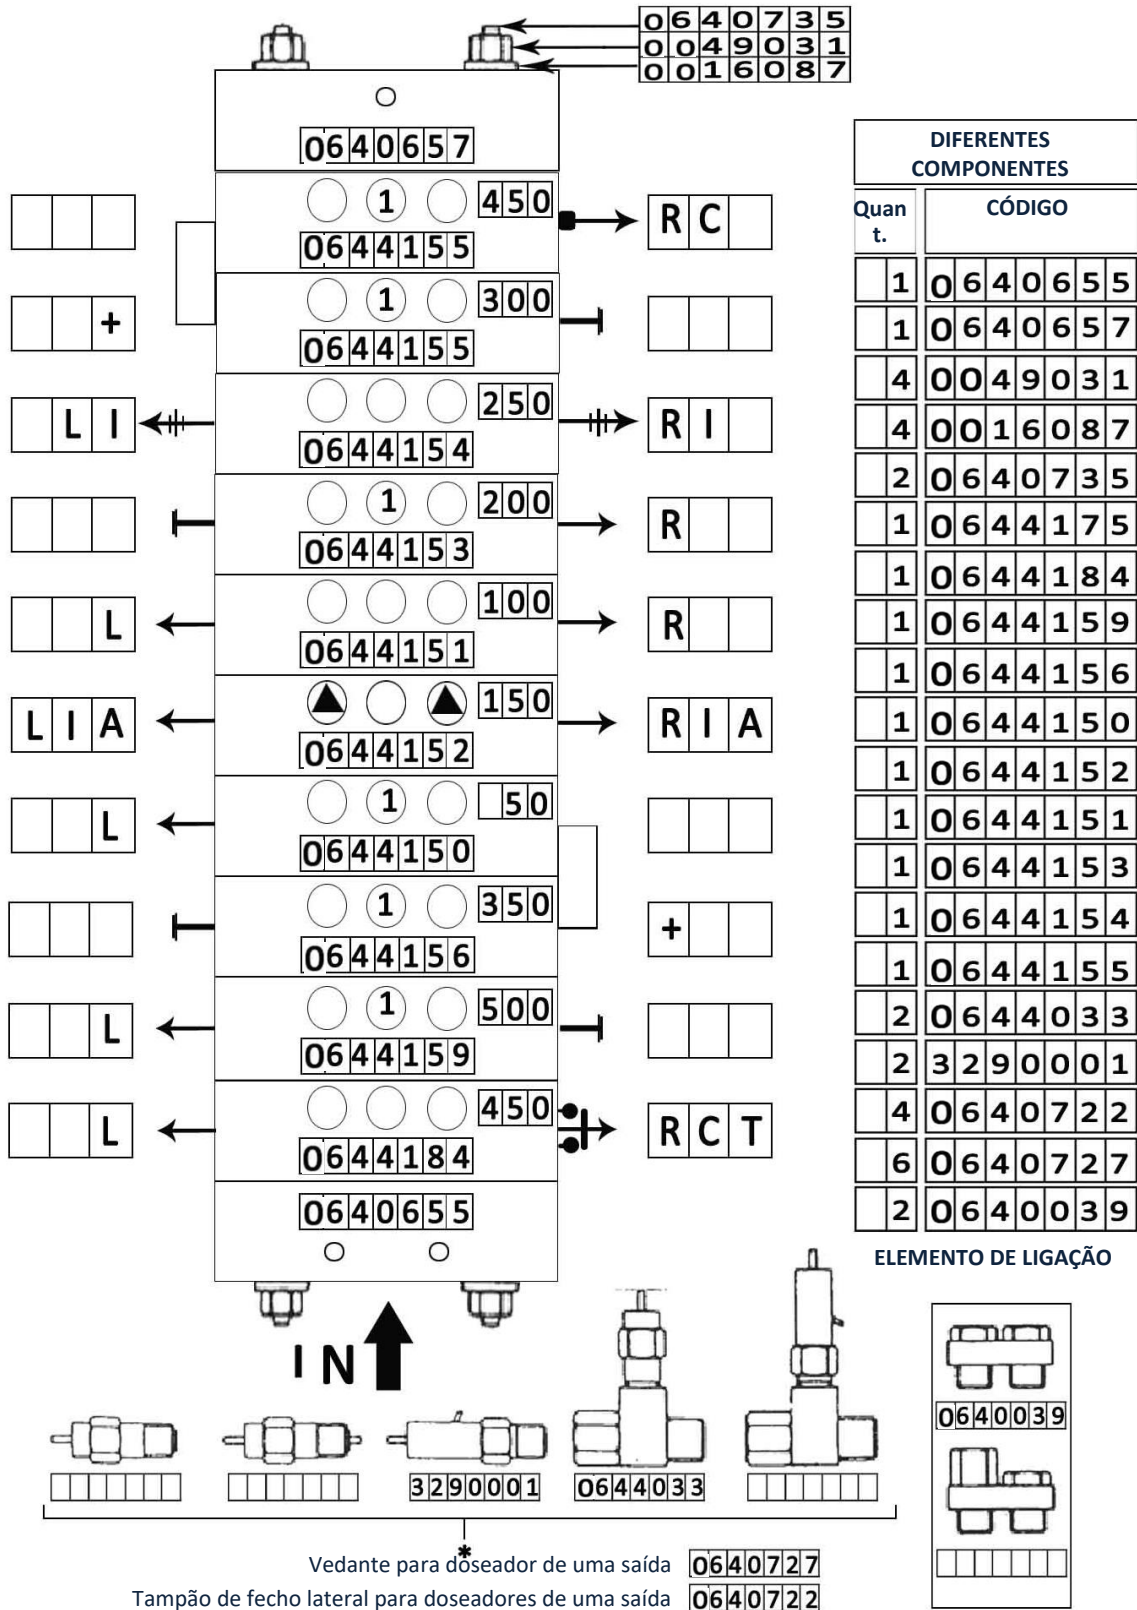 0640735
0049031
0016087
0640657
1 450
RC
0644155
+ 1 300
0644155
LI 250 RI
0644154
1 200 R
0644153
L 100 R
0644151
LIA 150 RIA
0644152
L 1 50
0644150
1 350 +
0644156
L 1 500
0644159
L 450 RCT
0644184
0640655
IN
DIFERENTES
COMPONENTES
Quan
t.
CÓDIGO
1 0640655
1 0640657
4 0049031
4 0016087
2 0640735
1 0644175
1 0644184
1 0644159
1 0644156
1 0644150
1 0644152
1 0644151
1 0644153
1 0644154
1 0644155
2 0644033
2 3290001
4 0640722
6 0640727
2 0640039
ELEMENTO DE LIGAÇÃO
0640039
3290001
0644033
*
Vedante para doseador de uma saída 0640727
Tampão de fecho lateral para doseadores de uma saída 0640722